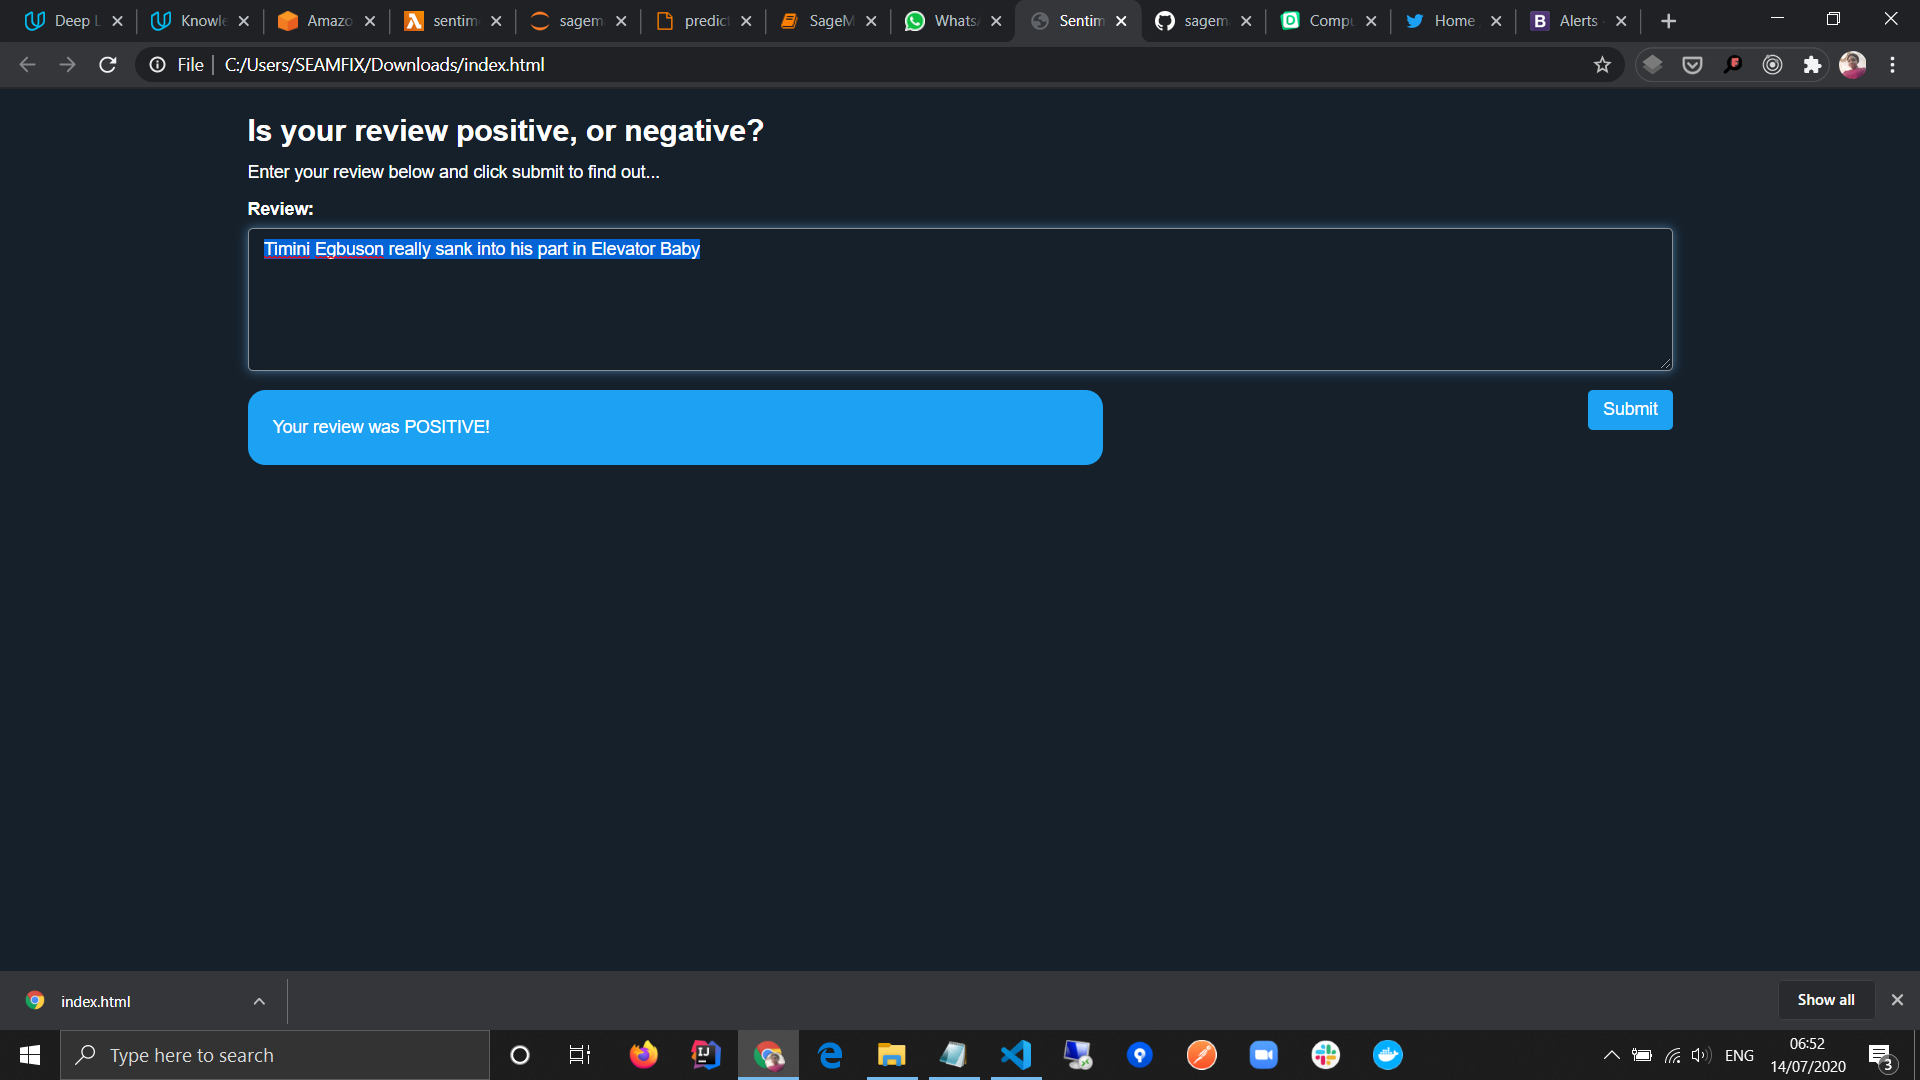 Deep L
Knowle
Amazo
sentim
sagem
predic
SageM
Whats
Sentim
sagem
Compu
Home
Alerts
File
C:/Users/SEAMFIX/Downloads/index.html
Is your review positive, or negative?
Enter your review below and click submit to find out...
Review:
Timini Egbuson really sank into his part in Elevator Baby
Your review was POSITIVE!
Submit
index.html
Show all
Type here to search
ENG
06:52
14/07/2020
3